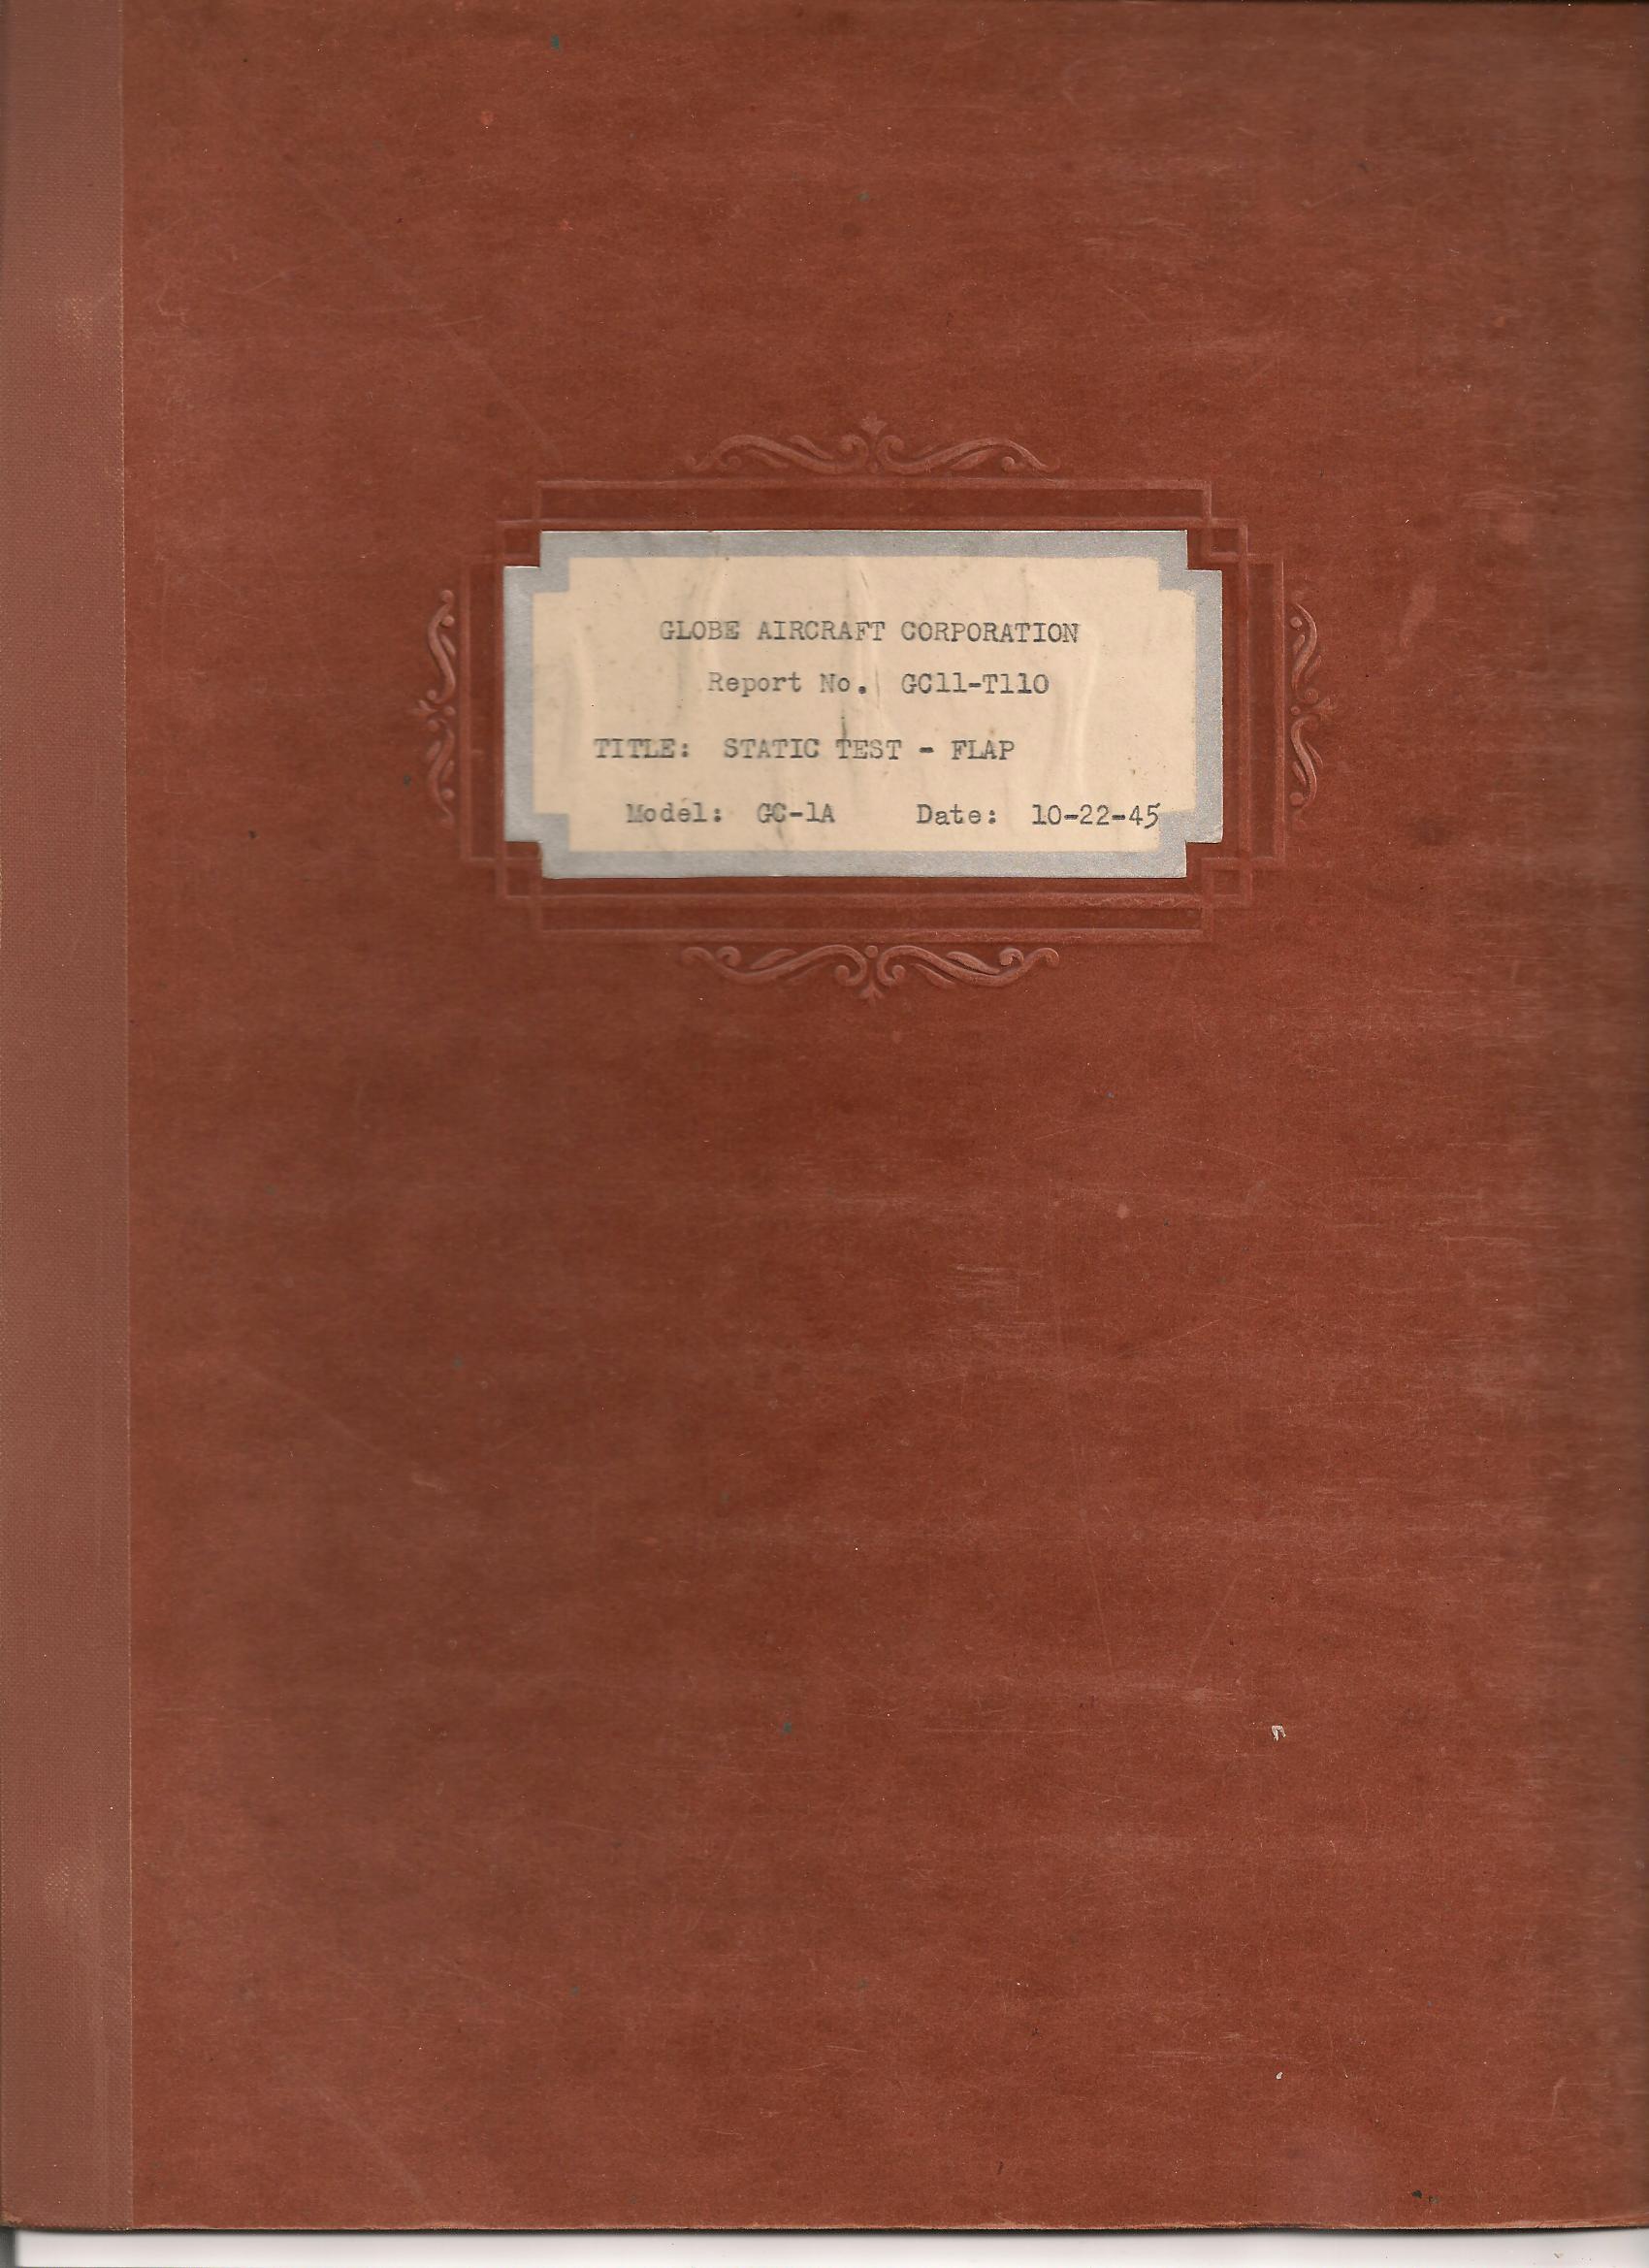 GLOBE AIRCRAFT CORPORATION
Report No. GC11-T110
TITLE: STATIC TEST - FLAP
Model: GC-1A Date: 10-22-45